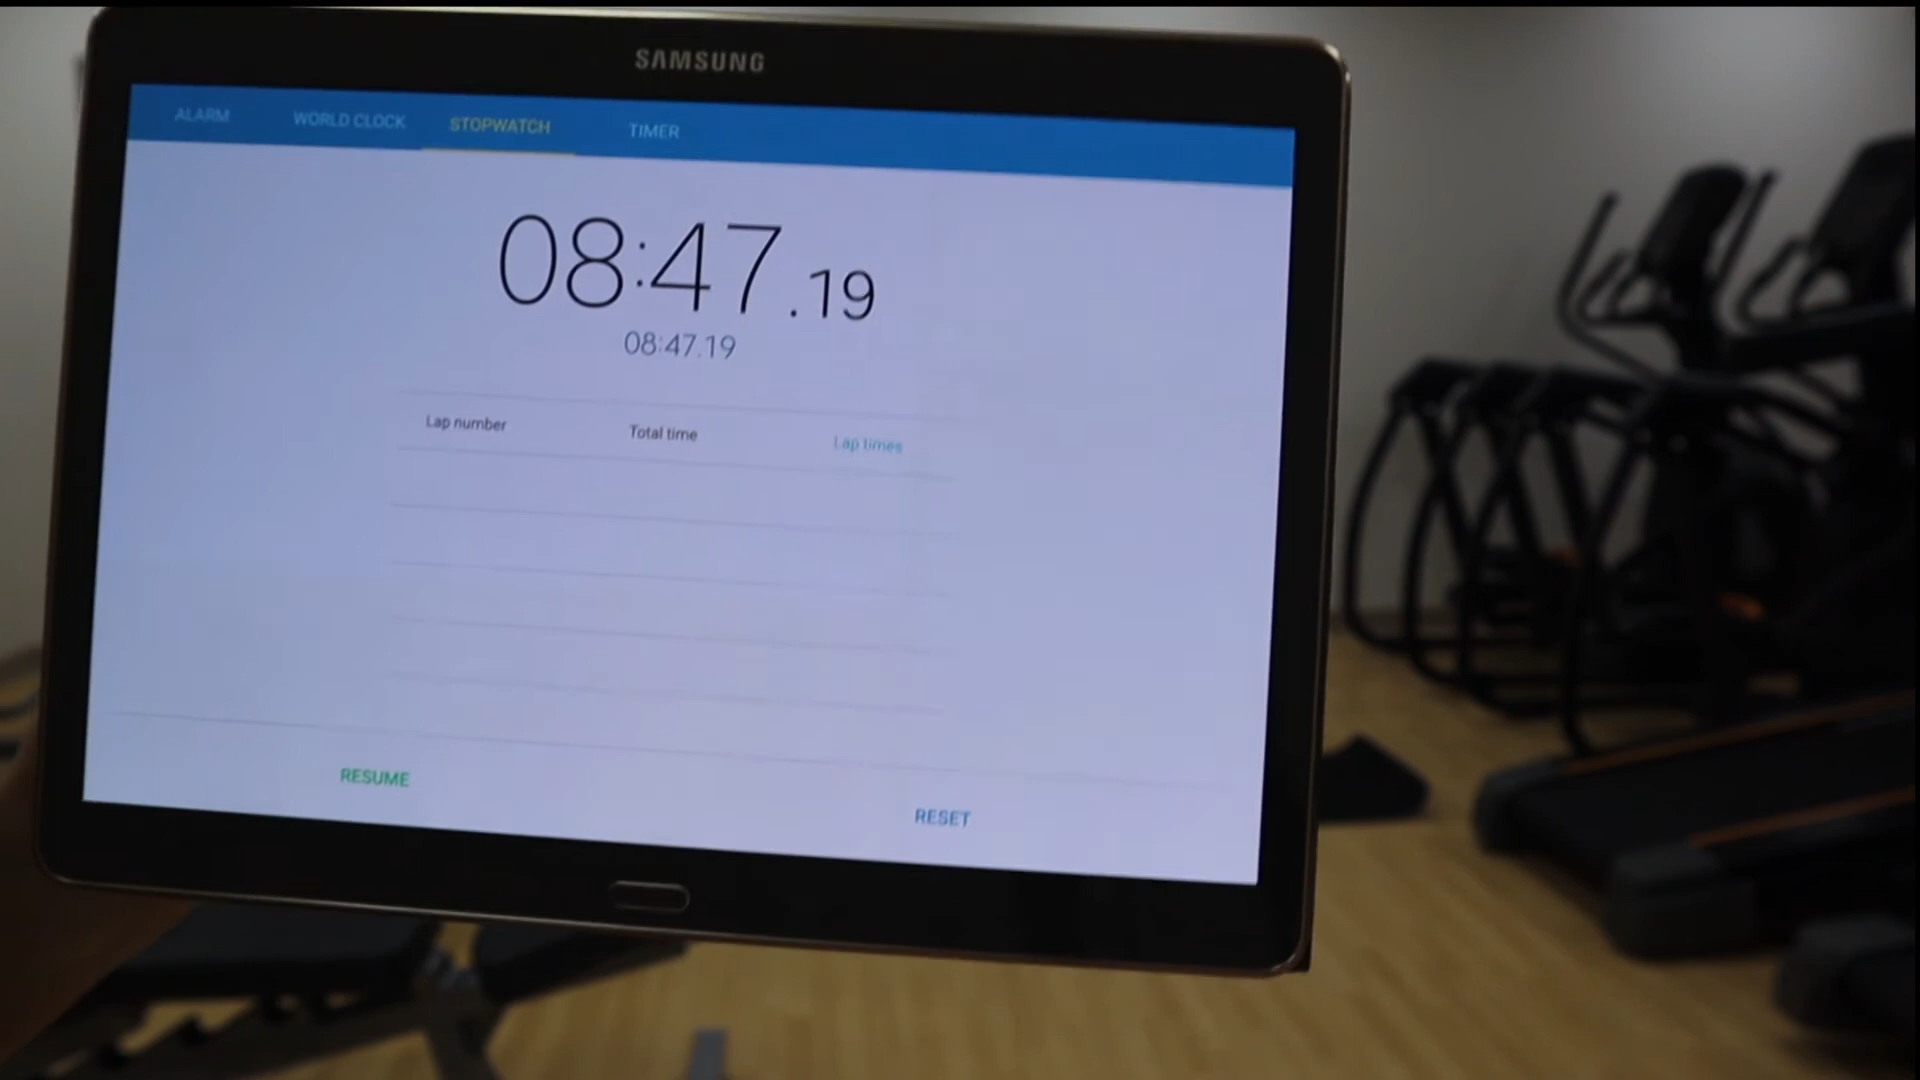 SAMSUNG
ALARM WORLD CLOCK STOPWATCH TIMER
08:47.19
08:47.19
Lap number Total time Lap times
RESUME RESET